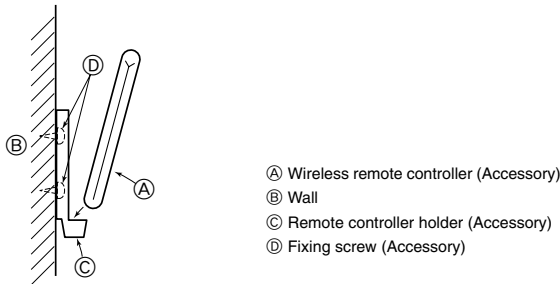 Ⓓ
Ⓑ
Ⓐ
Ⓒ
Ⓐ Wireless remote controller (Accessory)
Ⓑ Wall
Ⓒ Remote controller holder (Accessory)
Ⓓ Fixing screw (Accessory)